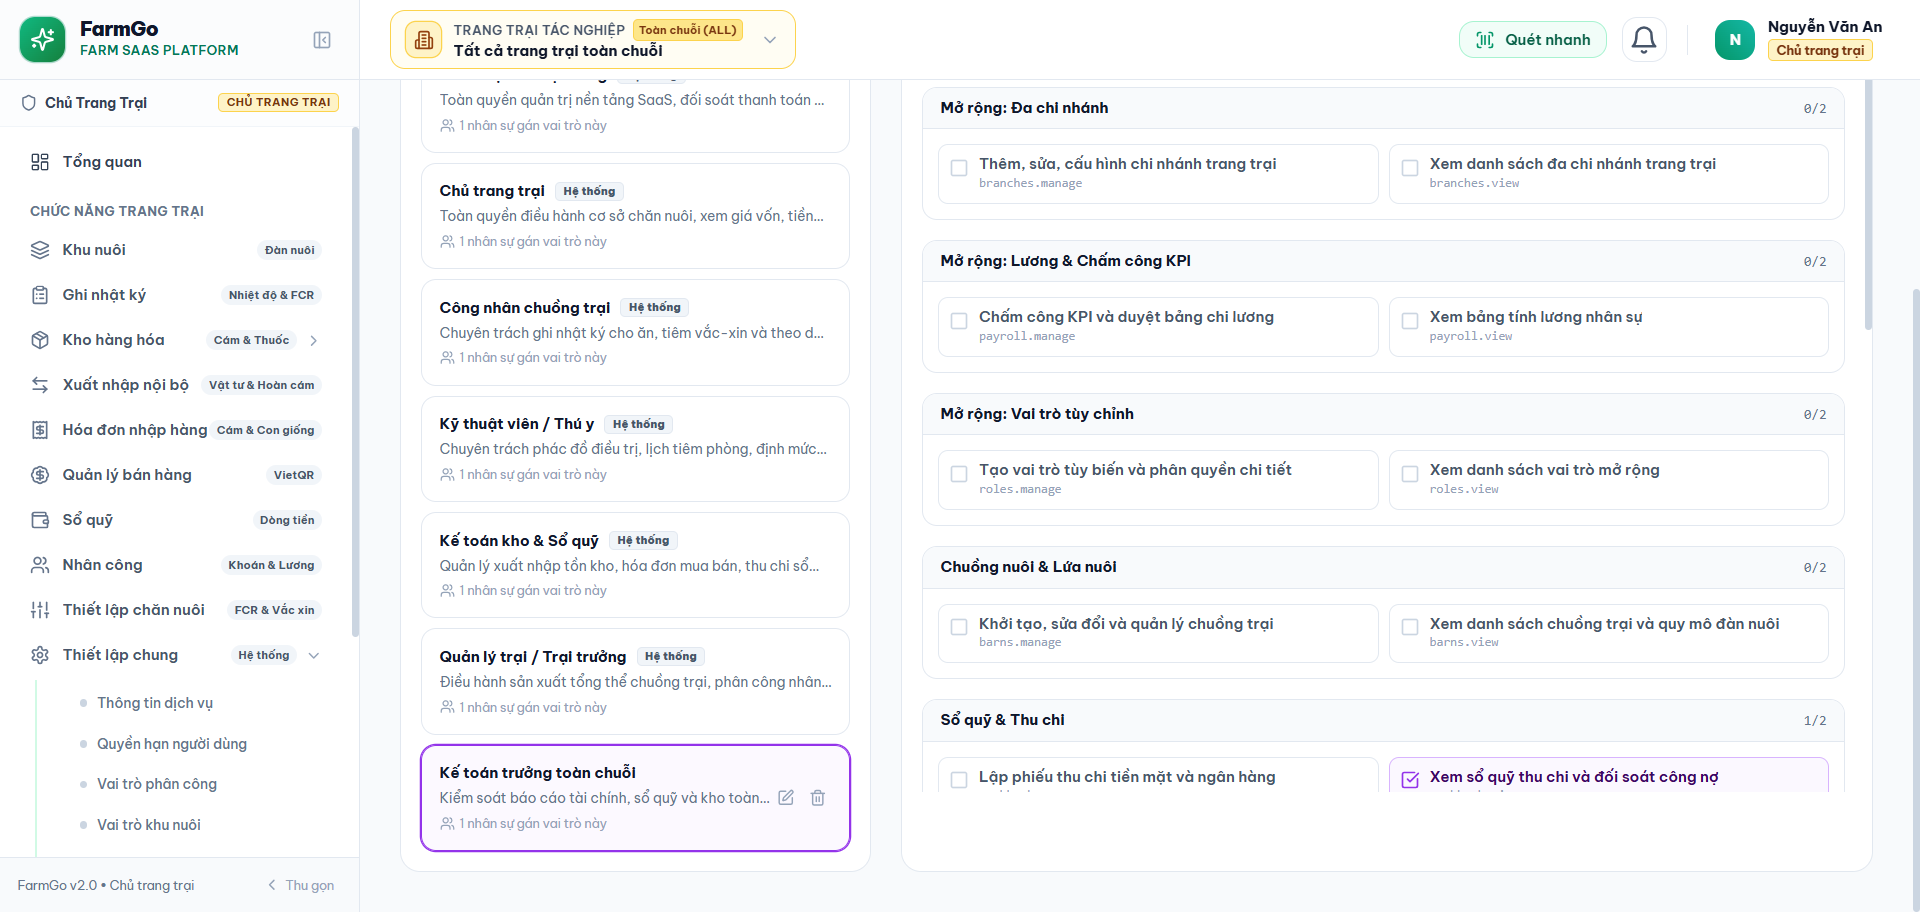 FarmGo
FARM SAAS PLATFORM
TRANG TRẠI TÁC NGHIỆP
Toàn chuỗi (ALL)
Tất cả trang trại toàn chuỗi
Quét nhanh
N
Nguyễn Văn An
Chủ trang trại
Chủ Trang Trại
CHỦ TRANG TRẠI
Tổng quan
CHỨC NĂNG TRANG TRẠI
Khu nuôi
Đàn nuôi
Ghi nhật ký
Nhiệt độ & FCR
Kho hàng hóa
Cám & Thuốc
Xuất nhập nội bộ
Vật tư & Hoàn cám
Hóa đơn nhập hàng
Cám & Con giống
Quản lý bán hàng
VietQR
Sổ quỹ
Dòng tiền
Nhân công
Khoán & Lương
Thiết lập chăn nuôi
FCR & Vắc xin
Thiết lập chung
Hệ thống
Thông tin dịch vụ
Quyền hạn người dùng
Vai trò phân công
Vai trò khu nuôi
FarmGo v2.0 • Chủ trang trại
Thu gọn
Toàn quyền quản trị nền tảng SaaS, đối soát thanh toán ...
1 nhân sự gán vai trò này
Chủ trang trại
Hệ thống
Toàn quyền điều hành cơ sở chăn nuôi, xem giá vốn, tiền...
1 nhân sự gán vai trò này
Công nhân chuồng trại
Hệ thống
Chuyên trách ghi nhật ký cho ăn, tiêm vắc-xin và theo d...
1 nhân sự gán vai trò này
Kỹ thuật viên / Thú y
Hệ thống
Chuyên trách phác đồ điều trị, lịch tiêm phòng, định mức...
1 nhân sự gán vai trò này
Kế toán kho & Sổ quỹ
Hệ thống
Quản lý xuất nhập tồn kho, hóa đơn mua bán, thu chi sổ...
1 nhân sự gán vai trò này
Quản lý trại / Trại trưởng
Hệ thống
Điều hành sản xuất tổng thể chuồng trại, phân công nhân...
1 nhân sự gán vai trò này
Kế toán trưởng toàn chuỗi
Kiểm soát báo cáo tài chính, sổ quỹ và kho toàn...
1 nhân sự gán vai trò này
Mở rộng: Đa chi nhánh
0/2
Thêm, sửa, cấu hình chi nhánh trang trại
branches.manage
Xem danh sách đa chi nhánh trang trại
branches.view
Mở rộng: Lương & Chấm công KPI
0/2
Chấm công KPI và duyệt bảng chi lương
payroll.manage
Xem bảng tính lương nhân sự
payroll.view
Mở rộng: Vai trò tùy chỉnh
0/2
Tạo vai trò tùy biến và phân quyền chi tiết
roles.manage
Xem danh sách vai trò mở rộng
roles.view
Chuồng nuôi & Lứa nuôi
0/2
Khởi tạo, sửa đổi và quản lý chuồng trại
barns.manage
Xem danh sách chuồng trại và quy mô đàn nuôi
barns.view
Sổ quỹ & Thu chi
1/2
Lập phiếu thu chi tiền mặt và ngân hàng
Xem sổ quỹ thu chi và đối soát công nợ